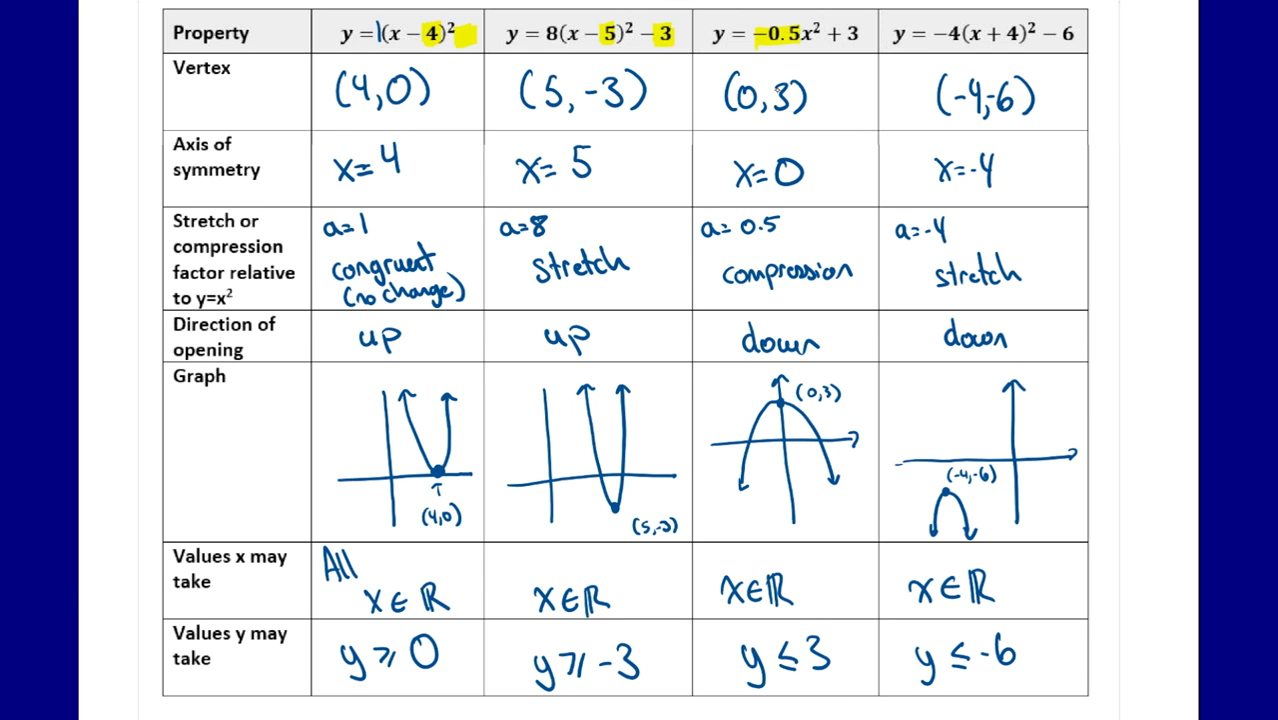 Property y = 1(x − 4)² y = 8(x − 5)² − 3 y = −0.5x² + 3 y = −4(x + 4)² − 6
Vertex (4,0) (5,-3) (0,3) (-4,-6)
Axis of
symmetry x=4 x=5 x=0 x=-4
Stretch or a=1 a=8 a=0.5 a=-4
compression
factor relative congruent stretch compression stretch
to y=x² (no change)
Direction of
opening up up down down
Graph
(0,3)
(-4,-6)
(4,0) (5,-3)
Values x may All
take x∈ℝ x∈ℝ x∈ℝ x∈ℝ
Values y may
take y≥0 y≥-3 y≤3 y≤-6